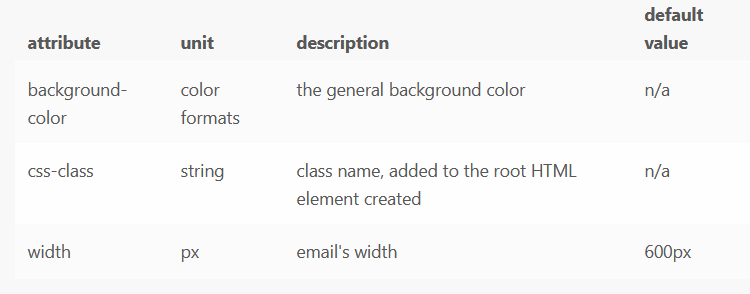 default
attribute unit description value
background- color the general background color n/a
color formats
css-class string class name, added to the root HTML n/a
element created
width px email's width 600px